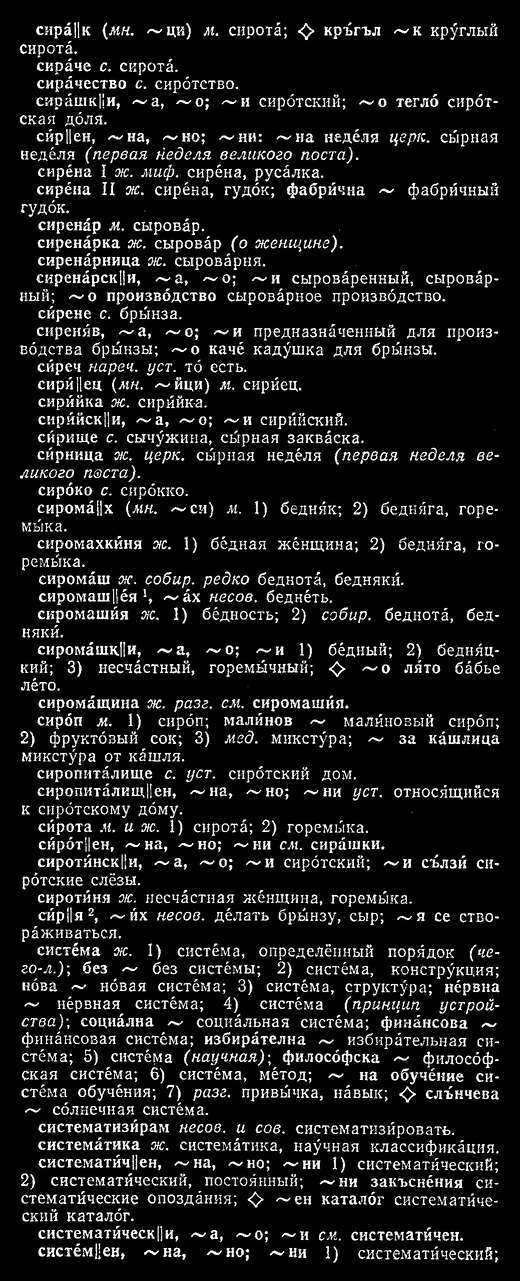 сира́‖к (мн. ~ци) м. сирота́; ◇ кръ́гъл ~к кру́глый
сирота́.
сира́че с. сирота́.
сира́чество с. сиро́тство.
сира́шк‖и, ~а, ~о; ~и сиро́тский; ~о тегло́ сиро́т-
ская до́ля.
си́р‖ен, ~на, ~но; ~ни: ~на неде́ля церк. сы́рная
неде́ля (первая неделя великого поста).
сире́на I ж. миф. сире́на, руса́лка.
сире́на II ж. сире́на, гудо́к; фабри́чна ~ фабри́чный
гудо́к.
сирена́р м. сырова́р.
сирена́рка ж. сырова́р (о женщине).
сирена́рница ж. сырова́рня.
сирена́рск‖и, ~а, ~о; ~и сырова́ренный, сырова́р-
ный; ~о произво́дство сырова́рное произво́дство.
си́рене с. бры́нза.
сиреня́в, ~а, ~о; ~и предназна́ченный для произ-
во́дства бры́нзы; ~о каче́ каду́шка для бры́нзы.
си́реч нареч. уст. то́ есть.
сири́‖ец (мн. ~йци) м. сири́ец.
сири́йка ж. сири́йка.
сири́йск‖и, ~а, ~о; ~и сири́йский.
си́рище с. сычу́жина, сы́рная заква́ска.
си́рница ж. церк. сы́рная неде́ля (первая неделя ве-
ликого поста).
сиро́ко с. сиро́кко.
сирома́‖х (мн. ~си) м. 1) бедня́к; 2) бедня́га, горе-
мы́ка.
сиромахки́ня ж. 1) бе́дная же́нщина; 2) бедня́га, го-
ремы́ка.
сирома́ш ж. собир. редко беднота́, бедняки́.
сиромаш‖е́я ¹, ~а́х несов. бедне́ть.
сиромаши́я ж. 1) бе́дность; 2) собир. беднота́, бед-
няки́.
сирома́шк‖и, ~а, ~о; ~и 1) бе́дный; 2) бедня́ц-
кий; 3) несча́стный, горемы́чный; ◇ ~о ля́то ба́бье
ле́то.
сирома́щина ж. разг. см. сиромаши́я.
сиро́п м. 1) сиро́п; мали́нов ~ мали́новый сиро́п;
2) фрукто́вый сок; 3) мед. миксту́ра; ~ за ка́шлица
миксту́ра от ка́шля.
сиропита́лище с. уст. сиро́тский дом.
сиропита́лищ‖ен, ~на, ~но; ~ни уст. относя́щийся
к сиро́тскому до́му.
си́рота м. и ж. 1) сирота́; 2) горемы́ка.
си́рот‖ен, ~на, ~но; ~ни см. сира́шки.
сироти́нск‖и, ~а, ~о; ~и сиро́тский; ~и сълзи́ си-
ро́тские слёзы.
сироти́ня ж. несча́стная же́нщина, горемы́ка.
си́р‖я ², ~их несов. де́лать бры́нзу, сыр; ~я се ство-
ра́живаться.
систе́ма ж. 1) систе́ма, определённый поря́док (че-
го-л.); без ~ без систе́мы; 2) систе́ма, констру́кция;
но́ва ~ но́вая систе́ма; 3) систе́ма, структу́ра; не́рвна
~ не́рвная систе́ма; 4) систе́ма (принцип устрой-
ства); социа́лна ~ социа́льная систе́ма; фина́нсова ~
фина́нсовая систе́ма; избира́телна ~ избира́тельная си-
сте́ма; 5) систе́ма (научная); филосо́фска ~ филосо́ф-
ская систе́ма; 6) систе́ма, ме́тод; ~ на обуче́ние си-
сте́ма обуче́ния; 7) разг. привы́чка, на́вык; ◇ слъ́нчева
~ со́лнечная систе́ма.
систематизи́рам несов. и сов. систематизи́ровать.
система́тика ж. система́тика, нау́чная классифика́ция.
системати́ч‖ен, ~на, ~но; ~ни 1) системати́ческий;
2) системати́ческий, постоя́нный; ~ни закъсне́ния си-
стемати́ческие опозда́ния; ◇ ~ен катало́г системати́че-
ский катало́г.
системати́ческ‖и, ~а, ~о; ~и см. системати́чен.
систе́м‖ен, ~на, ~но; ~ни 1) системати́ческий;